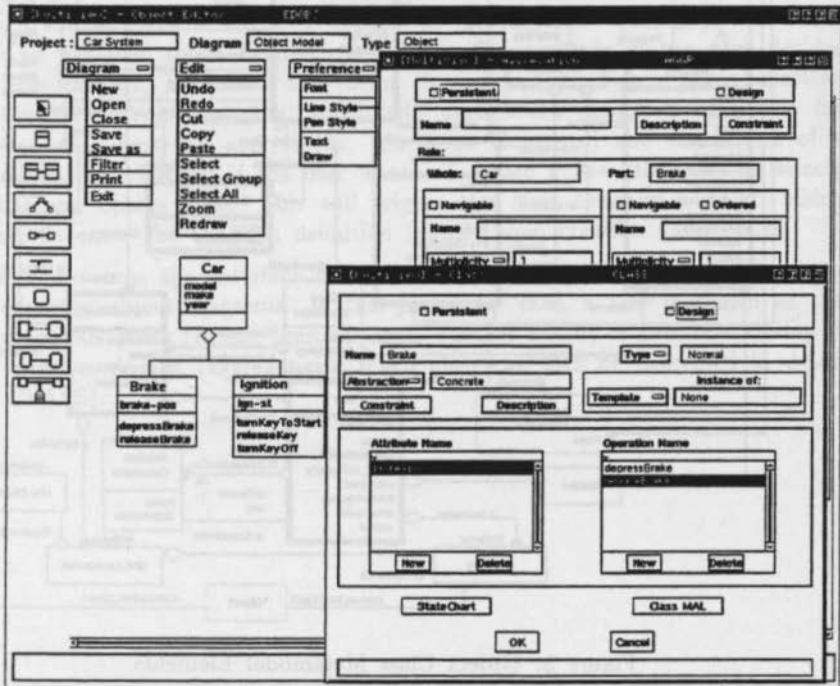 Object Editor
Project : Car System Diagram Object Model Type Object
Diagram Edit Preference
New
Open
Close
Save
Save as
Filter
Print
Exit
Undo
Redo
Cut
Copy
Paste
Select
Select Group
Select All
Zoom
Redraw
Font
Line Style
Pen Style
Text
Draw
Persistent Design
Name Description Constraint
Role:
Whole: Car Part: Brake
Navigable Navigable Ordered
Name Name
Multiplicity 1 Multiplicity 1
Car
model
make
year
Brake
brake-pos
depressBrake
releaseBrake
Ignition
ign-st
turnKeyToStart
releaseKey
turnKeyOff
CLASS
Persistent Design
Name Brake Type Normal
Abstraction Concrete Instance of:
Constraint Description Template None
Attribute Name Operation Name
depressBrake
New Delete New Delete
StateChart Class MAL
OK Cancel